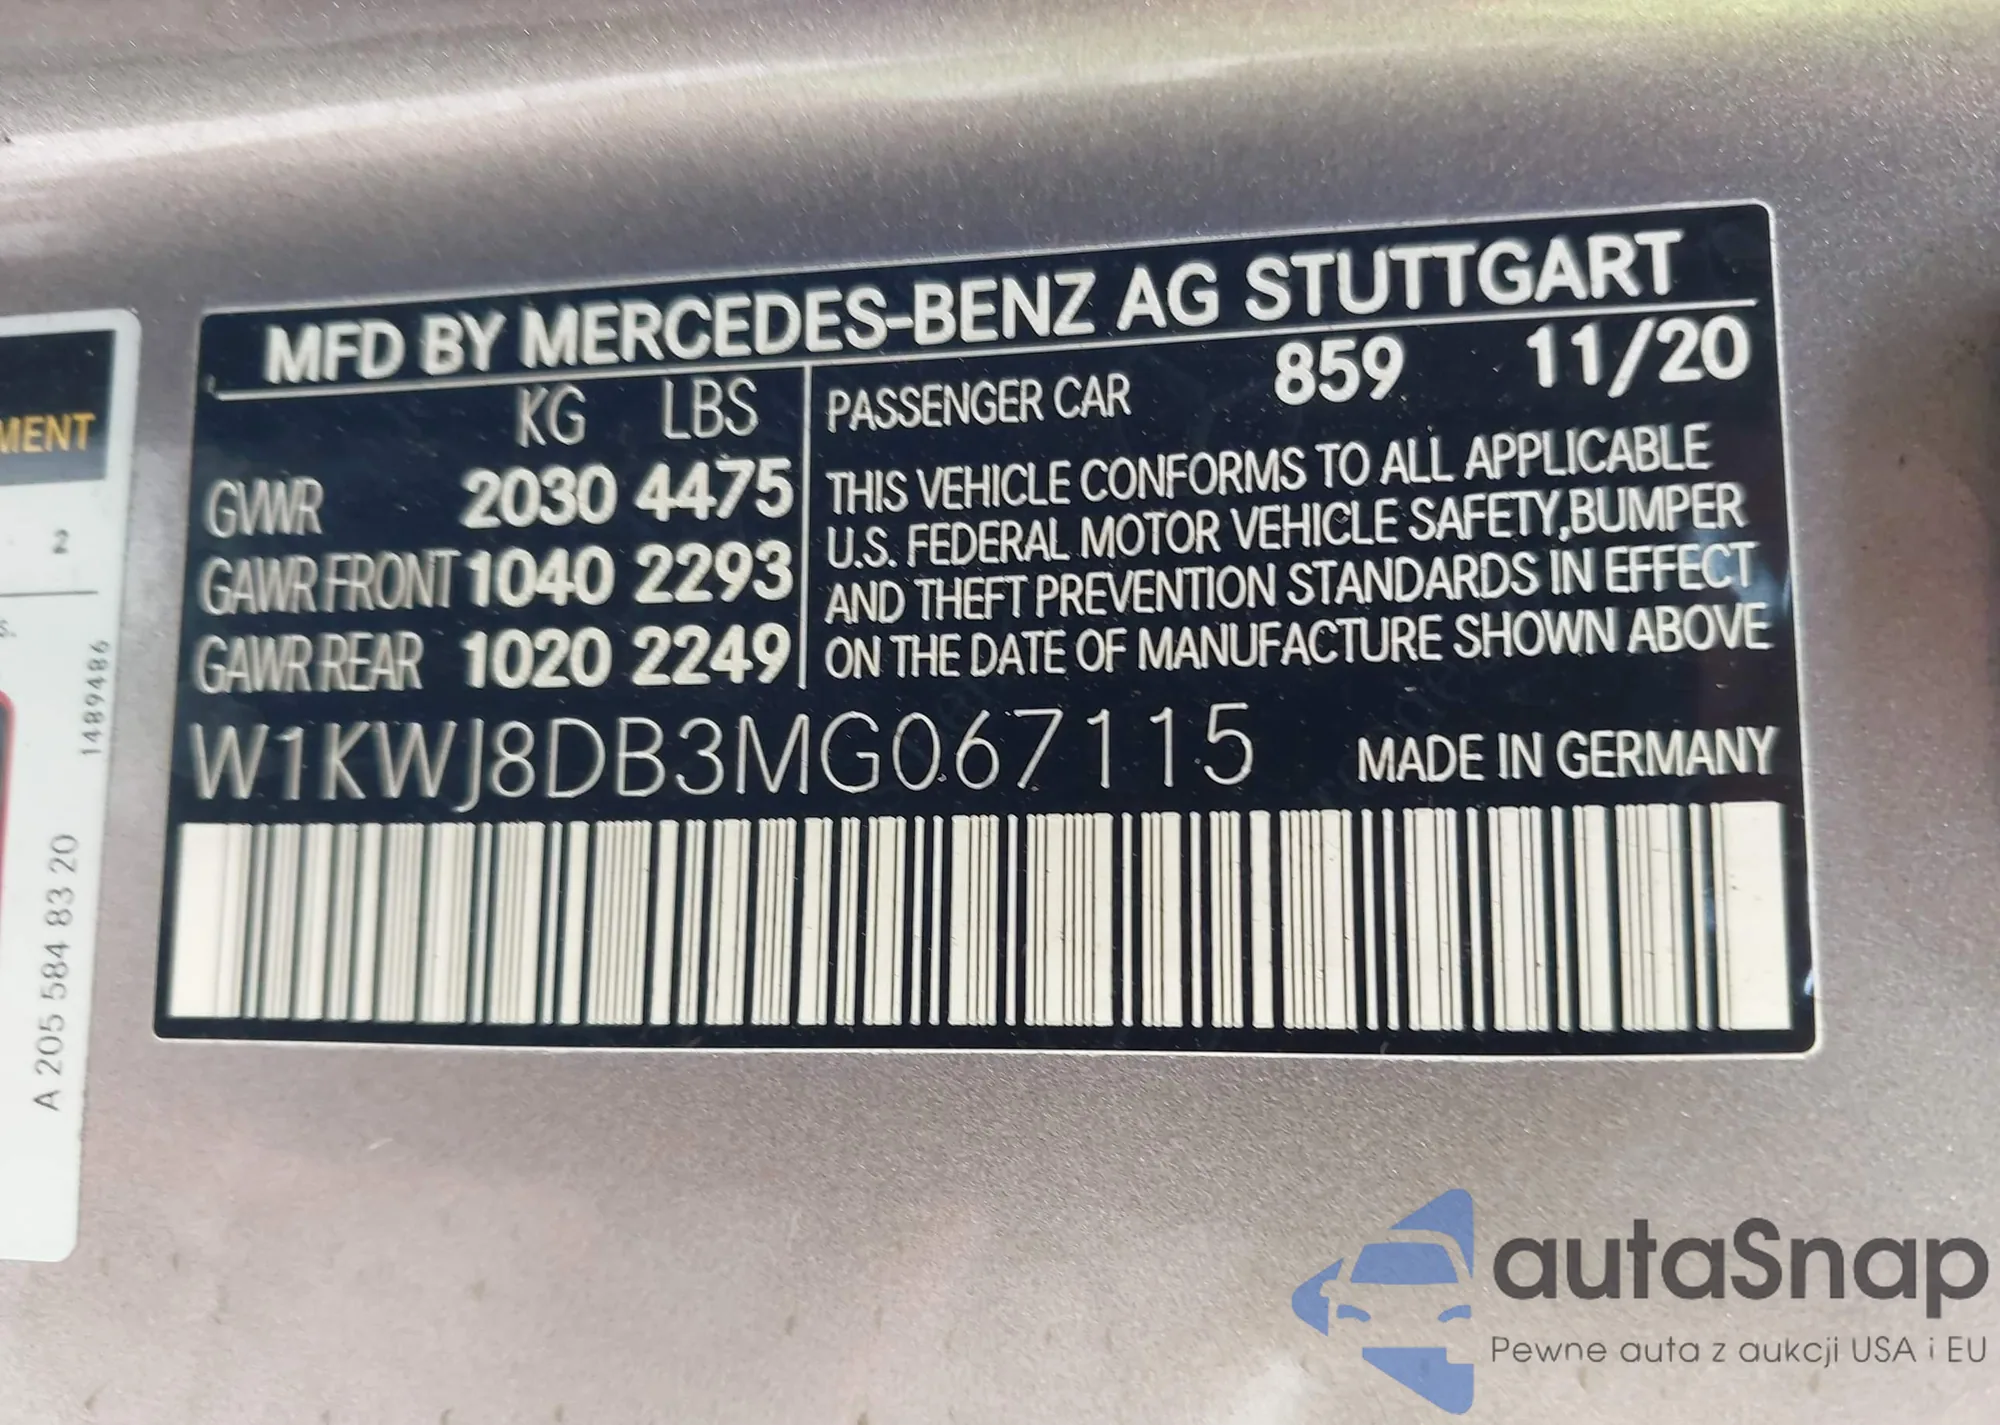 MFD BY MERCEDES-BENZ AG STUTTGART
KG LBS
GVWR 2030 4475
GAWR FRONT 1040 2293
GAWR REAR 1020 2249
PASSENGER CAR 859 11/20
THIS VEHICLE CONFORMS TO ALL APPLICABLE
U.S. FEDERAL MOTOR VEHICLE SAFETY,BUMPER
AND THEFT PREVENTION STANDARDS IN EFFECT
ON THE DATE OF MANUFACTURE SHOWN ABOVE
W1KWJ8DB3MG067115 MADE IN GERMANY
MENT
2
S.
1489486
A 205 584 83 20
autaSnap
Pewne auta z aukcji USA i EU